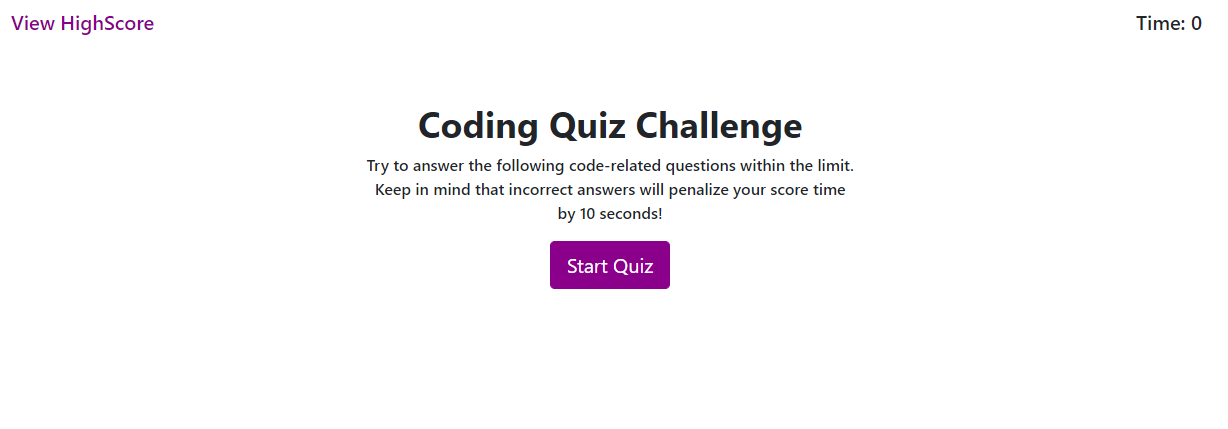 View HighScore
Time: 0
Coding Quiz Challenge
Try to answer the following code-related questions within the limit.
Keep in mind that incorrect answers will penalize your score time
by 10 seconds!
Start Quiz